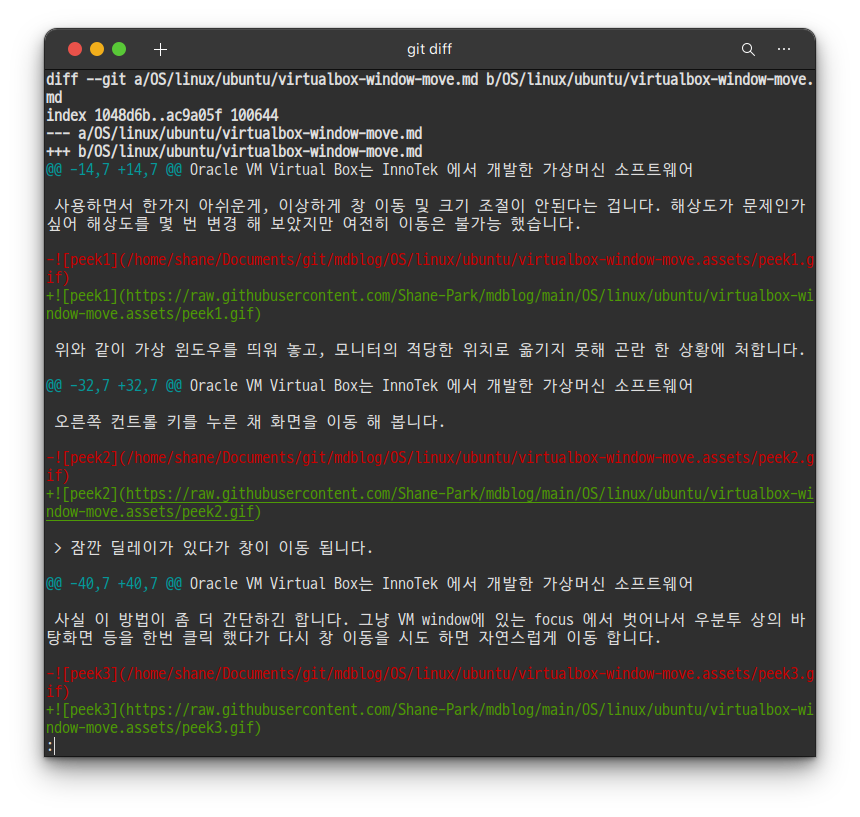 git diff
diff --git a/OS/linux/ubuntu/virtualbox-window-move.md b/OS/linux/ubuntu/virtualbox-window-move.
md
index 1048d6b..ac9a05f 100644
--- a/OS/linux/ubuntu/virtualbox-window-move.md
+++ b/OS/linux/ubuntu/virtualbox-window-move.md
@@ -14,7 +14,7 @@ Oracle VM Virtual Box는 InnoTek 에서 개발한 가상머신 소프트웨어
사용하면서 한가지 아쉬운게, 이상하게 창 이동 및 크기 조절이 안된다는 겁니다. 해상도가 문제인가
싶어 해상도를 몇 번 변경 해 보았지만 여전히 이동은 불가능 했습니다.
-![peek1](/home/shane/Documents/git/mdblog/OS/linux/ubuntu/virtualbox-window-move.assets/peek1.g
if)
+![peek1](https://raw.githubusercontent.com/Shane-Park/mdblog/main/OS/linux/ubuntu/virtualbox-wi
ndow-move.assets/peek1.gif)
위와 같이 가상 윈도우를 띄워 놓고, 모니터의 적당한 위치로 옮기지 못해 곤란 한 상황에 처합니다.
@@ -32,7 +32,7 @@ Oracle VM Virtual Box는 InnoTek 에서 개발한 가상머신 소프트웨어
오른쪽 컨트롤 키를 누른 채 화면을 이동 해 봅니다.
-![peek2](/home/shane/Documents/git/mdblog/OS/linux/ubuntu/virtualbox-window-move.assets/peek2.g
if)
+![peek2](https://raw.githubusercontent.com/Shane-Park/mdblog/main/OS/linux/ubuntu/virtualbox-wi
ndow-move.assets/peek2.gif)
> 잠깐 딜레이가 있다가 창이 이동 됩니다.
@@ -40,7 +40,7 @@ Oracle VM Virtual Box는 InnoTek 에서 개발한 가상머신 소프트웨어
사실 이 방법이 좀 더 간단하긴 합니다. 그냥 VM window에 있는 focus 에서 벗어나서 우분투 상의 바
탕화면 등을 한번 클릭 했다가 다시 창 이동을 시도 하면 자연스럽게 이동 합니다.
-![peek3](/home/shane/Documents/git/mdblog/OS/linux/ubuntu/virtualbox-window-move.assets/peek3.g
if)
+![peek3](https://raw.githubusercontent.com/Shane-Park/mdblog/main/OS/linux/ubuntu/virtualbox-wi
ndow-move.assets/peek3.gif)
: